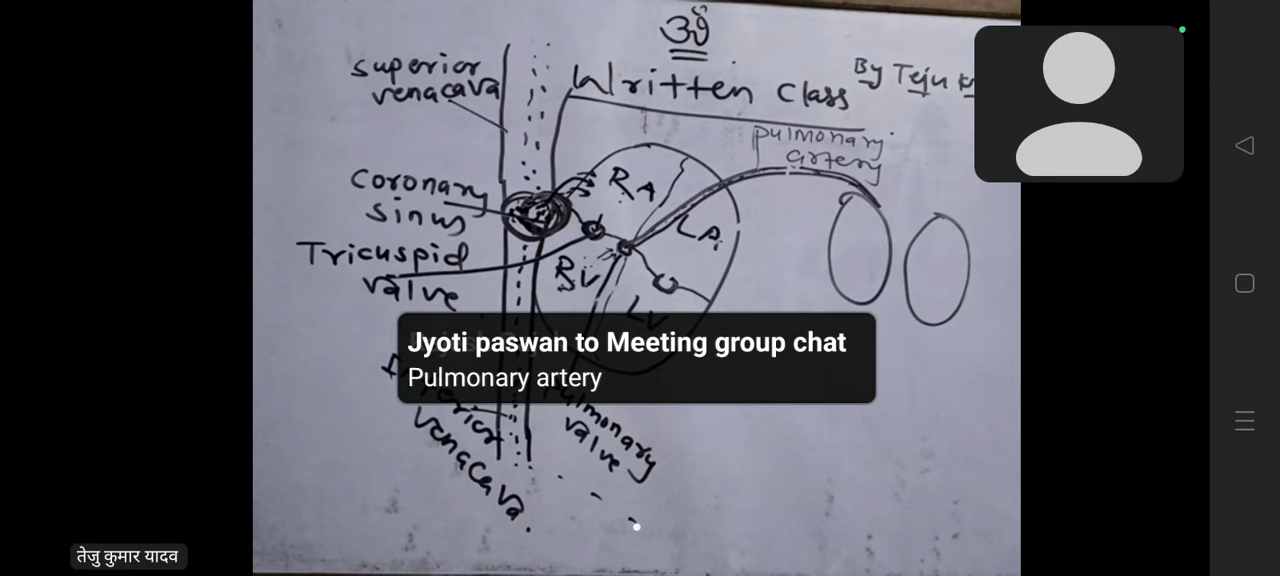 ॐ
Written Class
By Teju
superior
venacava
pulmonary
artery
coronary
sinus
RA
LA
Tricuspid
valve
RV
LV
Jyoti paswan to Meeting group chat
Pulmonary artery
pulmonary
valve
venacava.
तेजु कुमार यादव